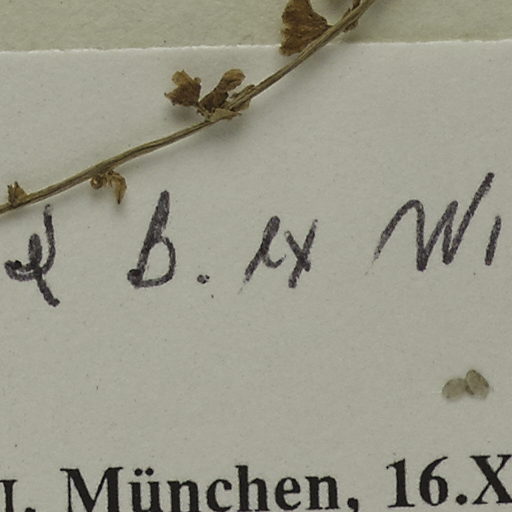 & B. ex Wi
I. München, 16.X